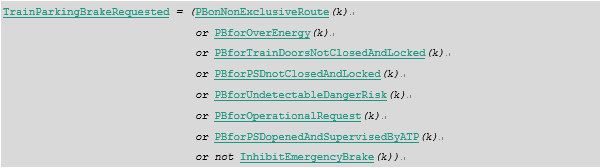 TrainParkingBrakeRequested = (PBonNonExclusiveRoute(k)
or PBforOverEnergy(k)
or PBforTrainDoorsNotClosedAndLocked(k)
or PBforPSDnotClosedAndLocked(k)
or PBforUndetectableDangerRisk(k)
or PBforOperationalRequest(k)
or PBforPSDopenedAndSupervisedByATP(k)
or not InhibitEmergencyBrake(k))